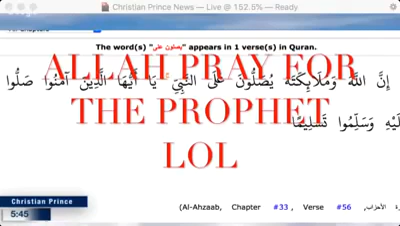 Christian Prince News — Live @ 152.5% — Ready
The word(s) "يصلون على" appears in 1 verse(s) in Quran.
ALLAH PRAY FOR
إِنَّ اللَّهَ وَمَلَائِكَتَهُ يُصَلُّونَ عَلَى النَّبِيِّ يَا أَيُّهَا الَّذِينَ آمَنُوا صَلُّوا
THE PROPHET
وَسَلِّمُوا تَسْلِيمًا
LOL
Christian Prince
5:45
(Al-Ahzaab, Chapter #33, Verse #56,